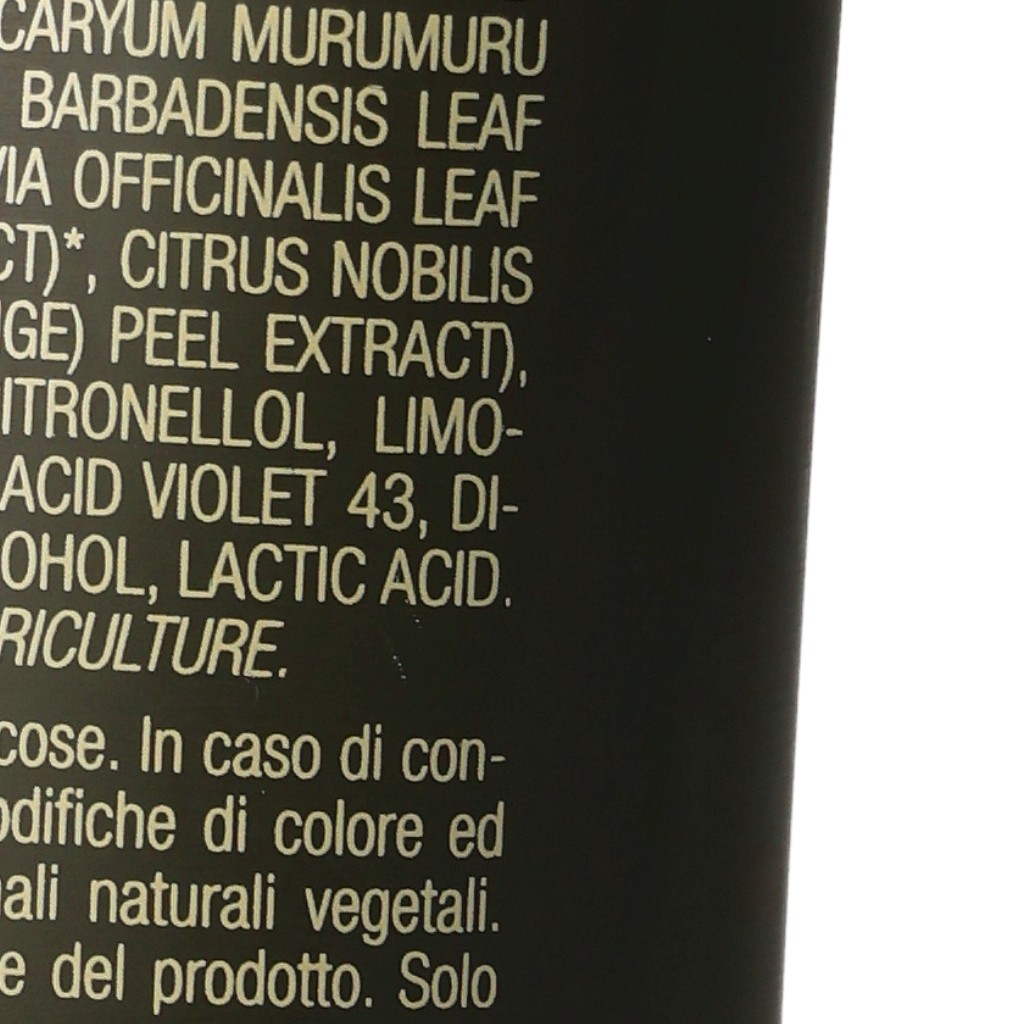 CARYUM MURUMURU
BARBADENSIS LEAF
VIA OFFICINALIS LEAF
CT)*, CITRUS NOBILIS
GE) PEEL EXTRACT),
ITRONELLOL, LIMO-
ACID VIOLET 43, DI-
OHOL, LACTIC ACID.
RICULTURE.
cose. In caso di con-
odifiche di colore ed
ali naturali vegetali.
e del prodotto. Solo